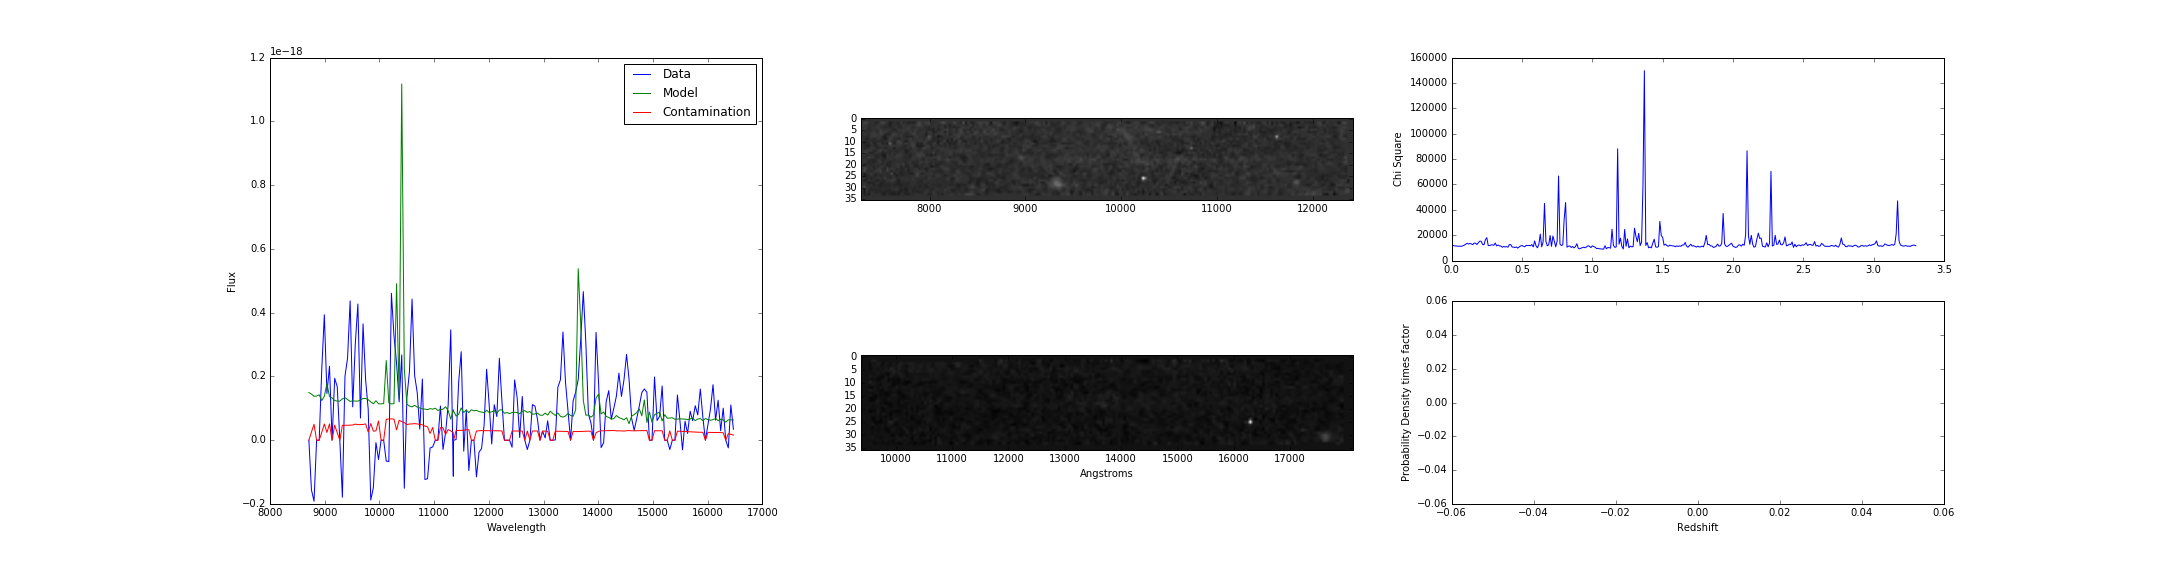 1e−18
1.2
1.0
0.8
0.6
0.4
0.2
0.0
−0.2
Flux
8000 9000 10000 11000 12000 13000 14000 15000 16000 17000
Wavelength
Data
Model
Contamination
0
5
10
15
20
25
30
35
8000 9000 10000 11000 12000
0
5
10
15
20
25
30
35
10000 11000 12000 13000 14000 15000 16000 17000
Angstroms
160000
140000
120000
100000
80000
60000
40000
20000
0
Chi Square
0.0 0.5 1.0 1.5 2.0 2.5 3.0 3.5
0.06
0.04
0.02
0.00
−0.02
−0.04
−0.06
Probability Density times factor
−0.06 −0.04 −0.02 0.00 0.02 0.04 0.06
Redshift